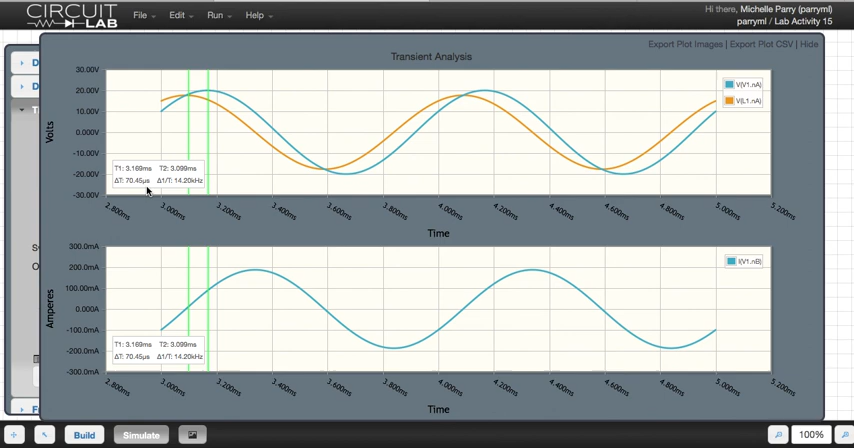 CIRCUIT LAB
File Edit Run Help
Hi there, Michelle Parry (parryml)
parryml / Lab Activity 15
Export Plot Images | Export Plot CSV | Hide
Transient Analysis
30.00V
20.00V
10.00V
0.000V
-10.00V
-20.00V
-30.00V
Volts
V(V1.nA)
V(L1.nA)
T1: 3.169ms T2: 3.099ms
ΔT: 70.45μs Δ1/T: 14.20kHz
2.800ms 3.000ms 3.200ms 3.400ms 3.600ms 3.800ms 4.000ms 4.200ms 4.400ms 4.600ms 4.800ms 5.000ms 5.200ms
Time
300.0mA
200.0mA
100.0mA
0.000A
-100.0mA
-200.0mA
-300.0mA
Amperes
I(V1.nB)
T1: 3.169ms T2: 3.099ms
ΔT: 70.45μs Δ1/T: 14.20kHz
2.800ms 3.000ms 3.200ms 3.400ms 3.600ms 3.800ms 4.000ms 4.200ms 4.400ms 4.600ms 4.800ms 5.000ms 5.200ms
Time
Build Simulate 100%